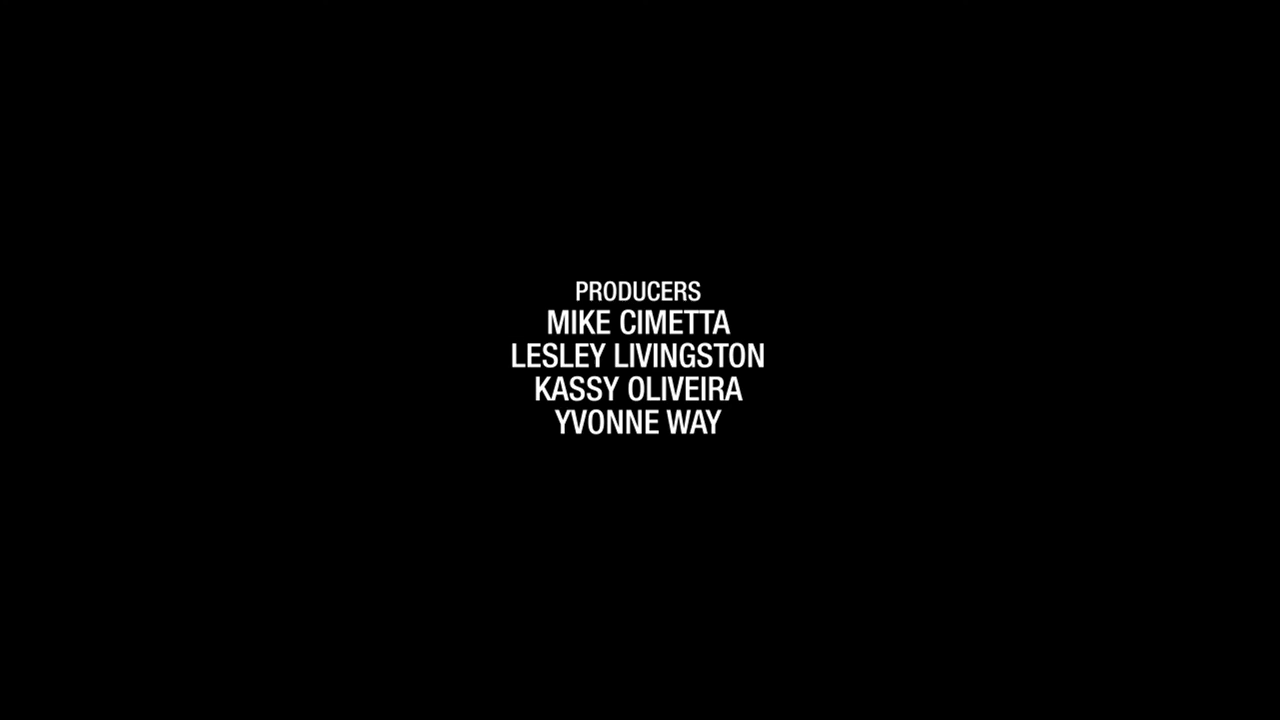 PRODUCERS
MIKE CIMETTA
LESLEY LIVINGSTON
KASSY OLIVEIRA
YVONNE WAY